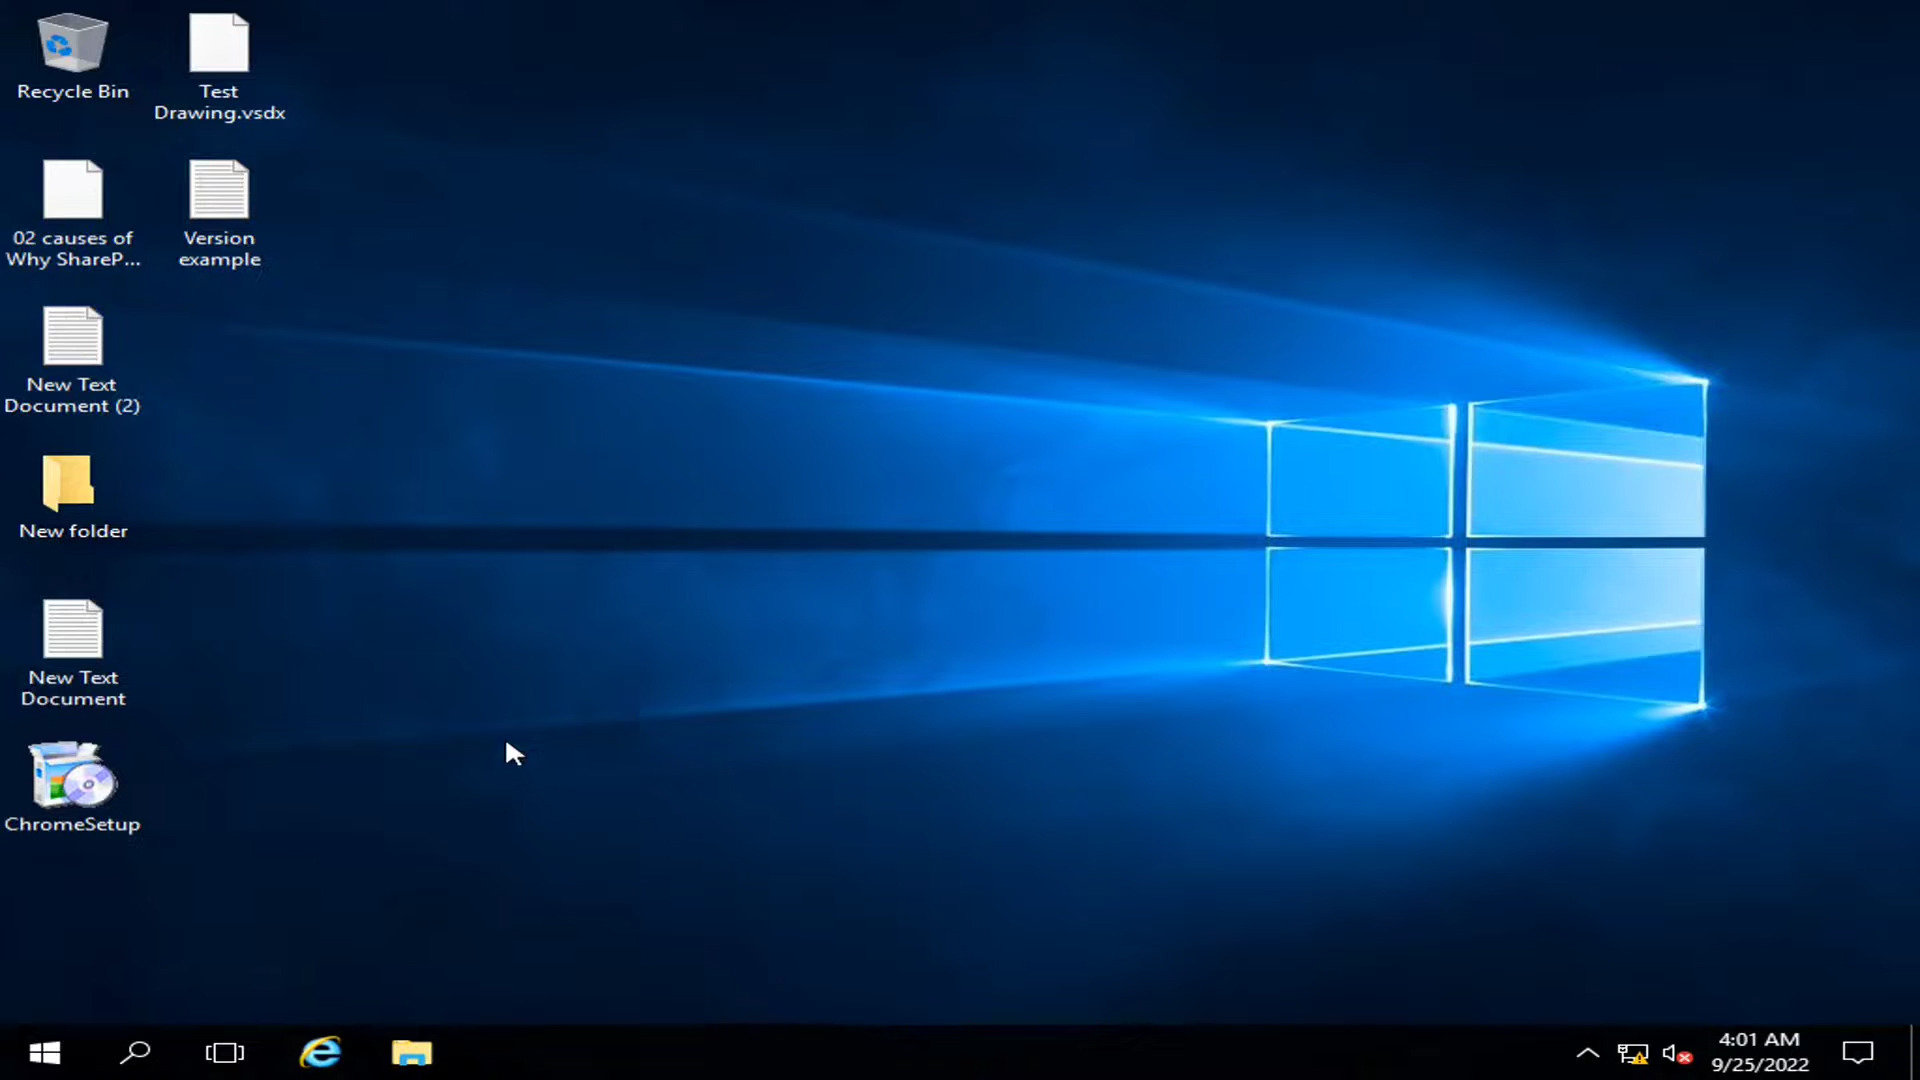 Recycle Bin
Test
Drawing.vsdx
02 causes of
Why ShareP...
Version
example
New Text
Document (2)
New folder
New Text
Document
ChromeSetup
4:01 AM
9/25/2022